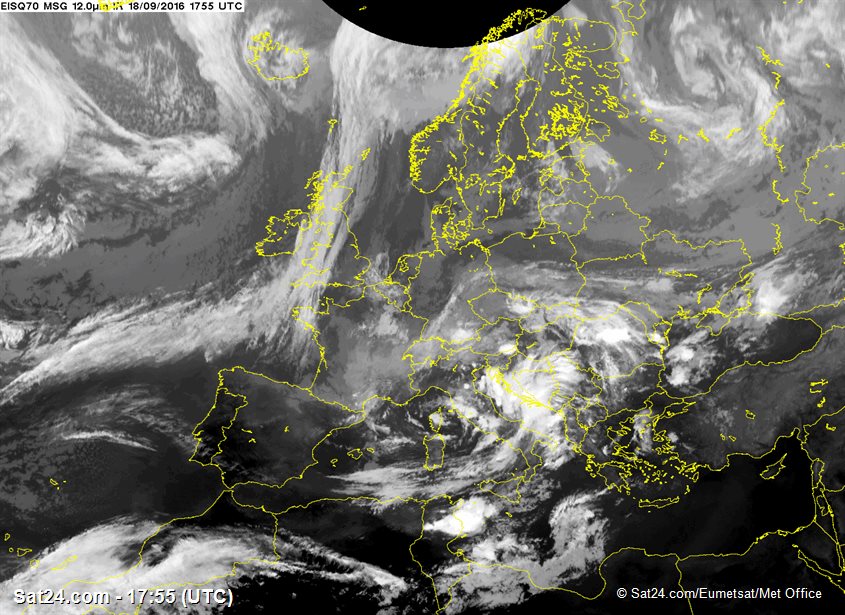 EISQ70 MSG 12.0µm IR 18/09/2016 1755 UTC
Sat24.com - 17:55 (UTC)
© Sat24.com/Eumetsat/Met Office